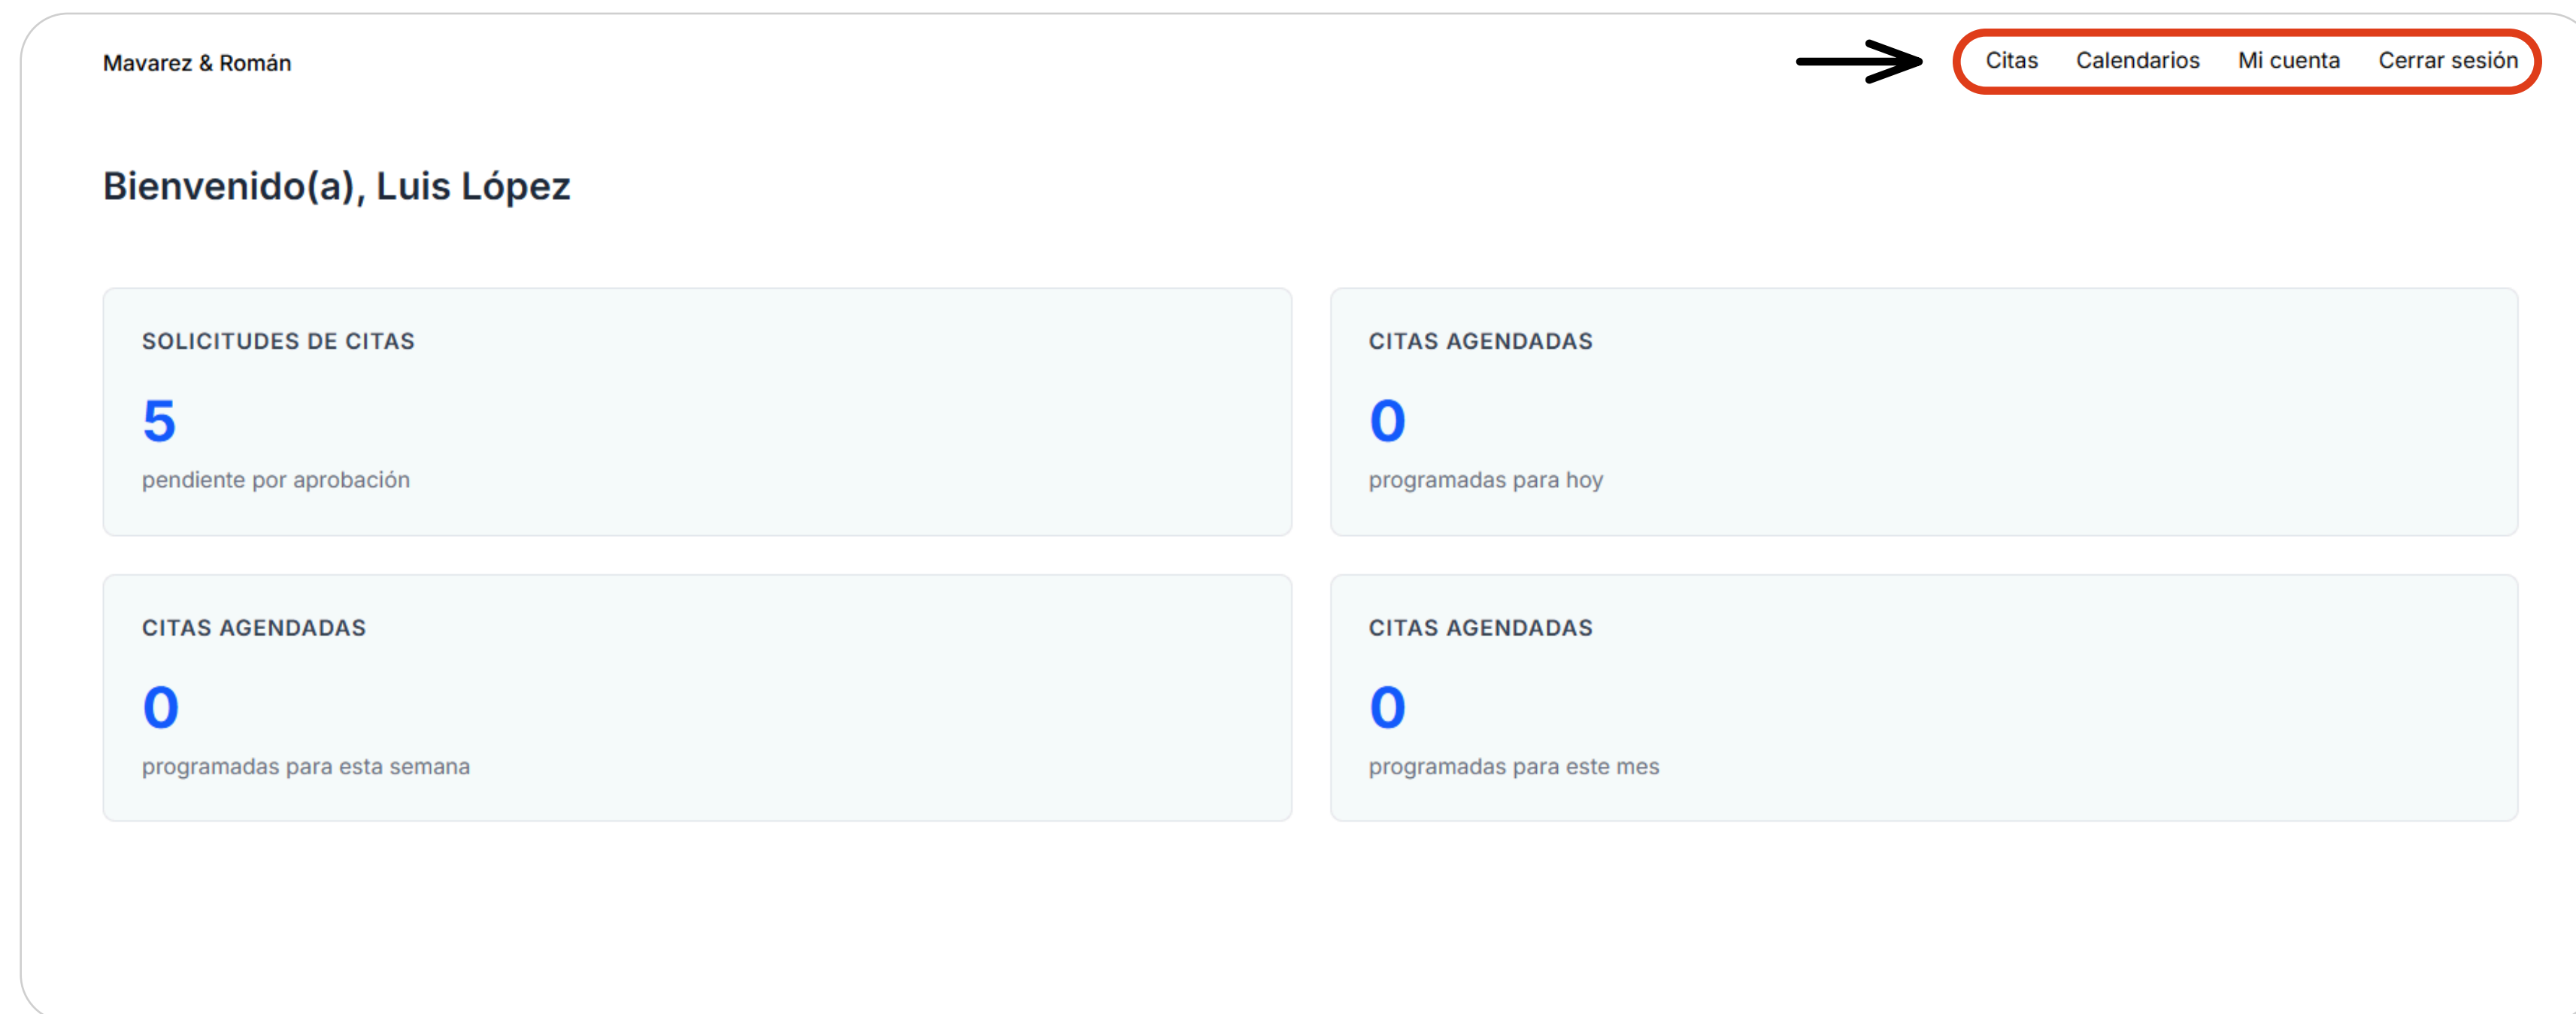 Mavarez & Román
Citas Calendarios Mi cuenta Cerrar sesión
Bienvenido(a), Luis López
SOLICITUDES DE CITAS
5
pendiente por aprobación
CITAS AGENDADAS
0
programadas para hoy
CITAS AGENDADAS
0
programadas para esta semana
CITAS AGENDADAS
0
programadas para este mes